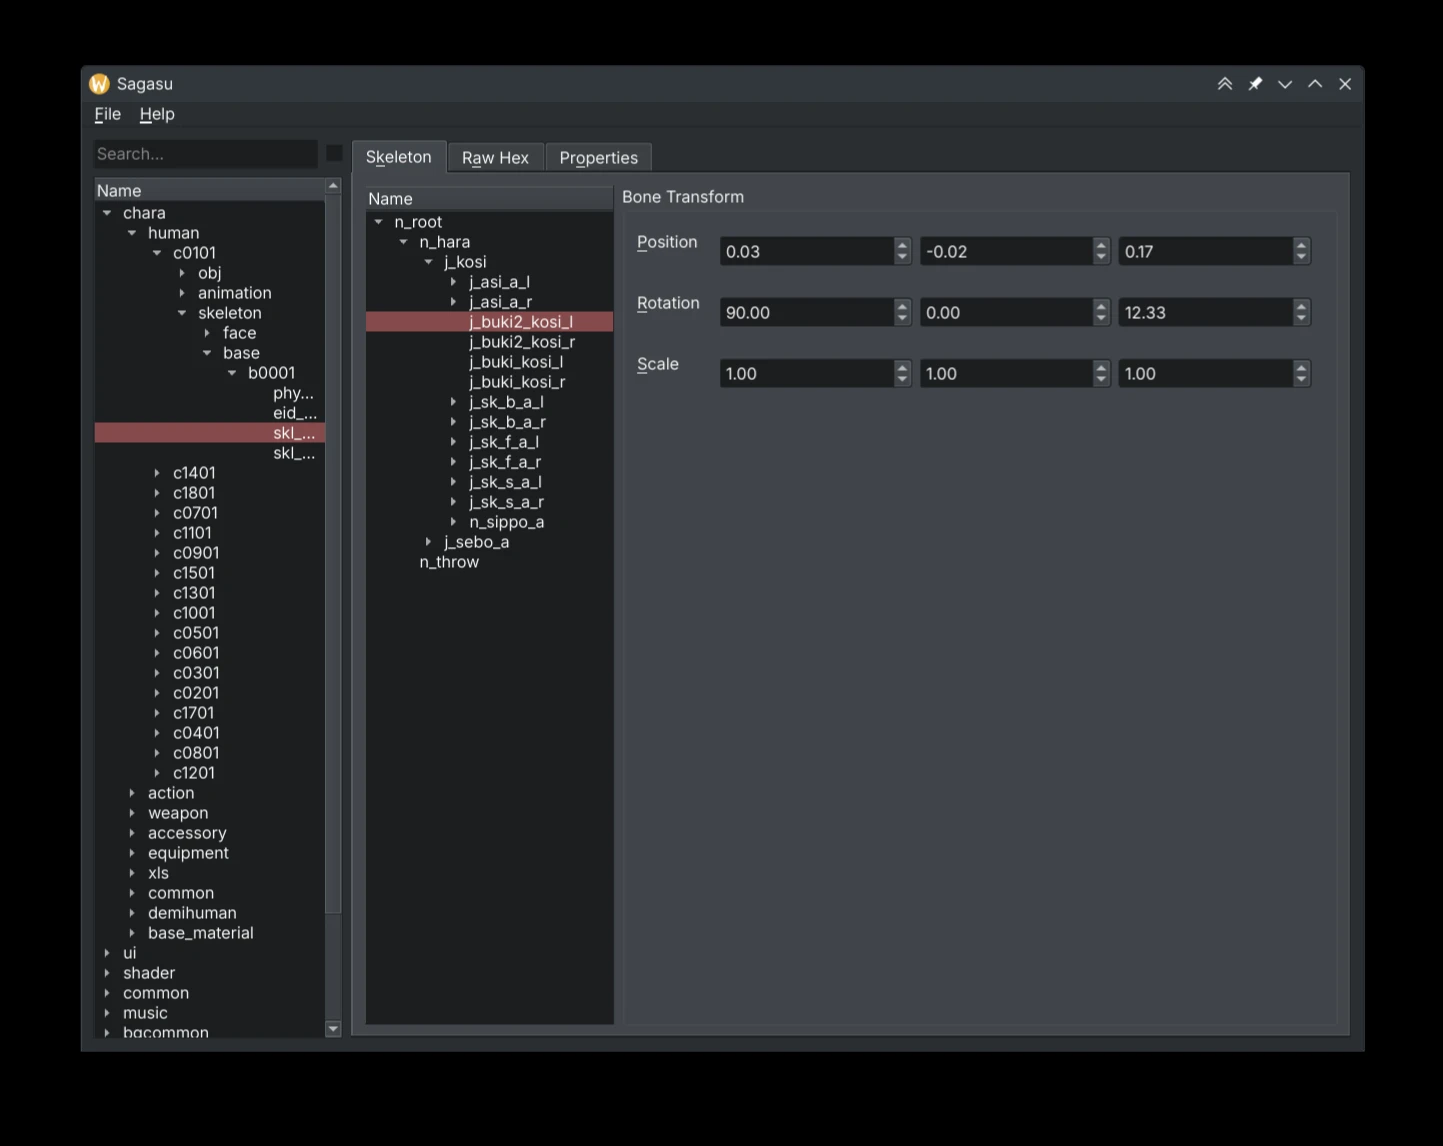 Sagasu
File Help
Search...
Name
chara
human
c0101
obj
animation
skeleton
face
base
b0001
phy...
eid_...
skl_...
skl_...
c1401
c1801
c0701
c1101
c0901
c1501
c1301
c1001
c0501
c0601
c0301
c0201
c1701
c0401
c0801
c1201
action
weapon
accessory
equipment
xls
common
demihuman
base_material
ui
shader
common
music
bgcommon
Skeleton Raw Hex Properties
Name
n_root
n_hara
j_kosi
j_asi_a_l
j_asi_a_r
j_buki2_kosi_l
j_buki2_kosi_r
j_buki_kosi_l
j_buki_kosi_r
j_sk_b_a_l
j_sk_b_a_r
j_sk_f_a_l
j_sk_f_a_r
j_sk_s_a_l
j_sk_s_a_r
n_sippo_a
j_sebo_a
n_throw
Bone Transform
Position 0.03 -0.02 0.17
Rotation 90.00 0.00 12.33
Scale 1.00 1.00 1.00